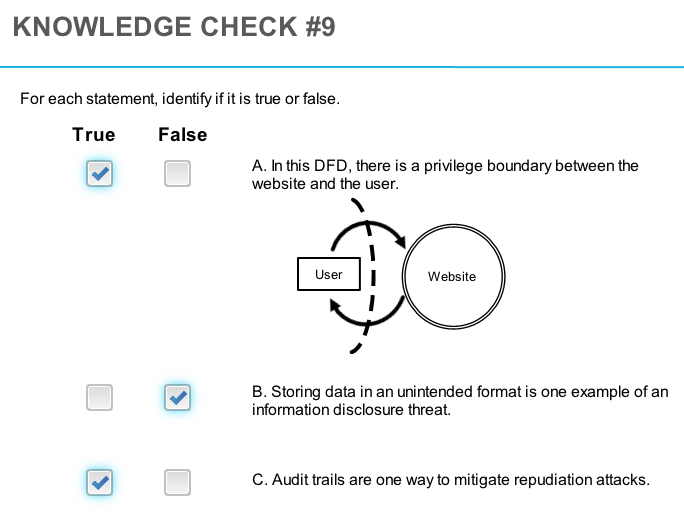 KNOWLEDGE CHECK #9
For each statement, identify if it is true or false.
True False
A. In this DFD, there is a privilege boundary between the
website and the user.
User
Website
B. Storing data in an unintended format is one example of an
information disclosure threat.
C. Audit trails are one way to mitigate repudiation attacks.